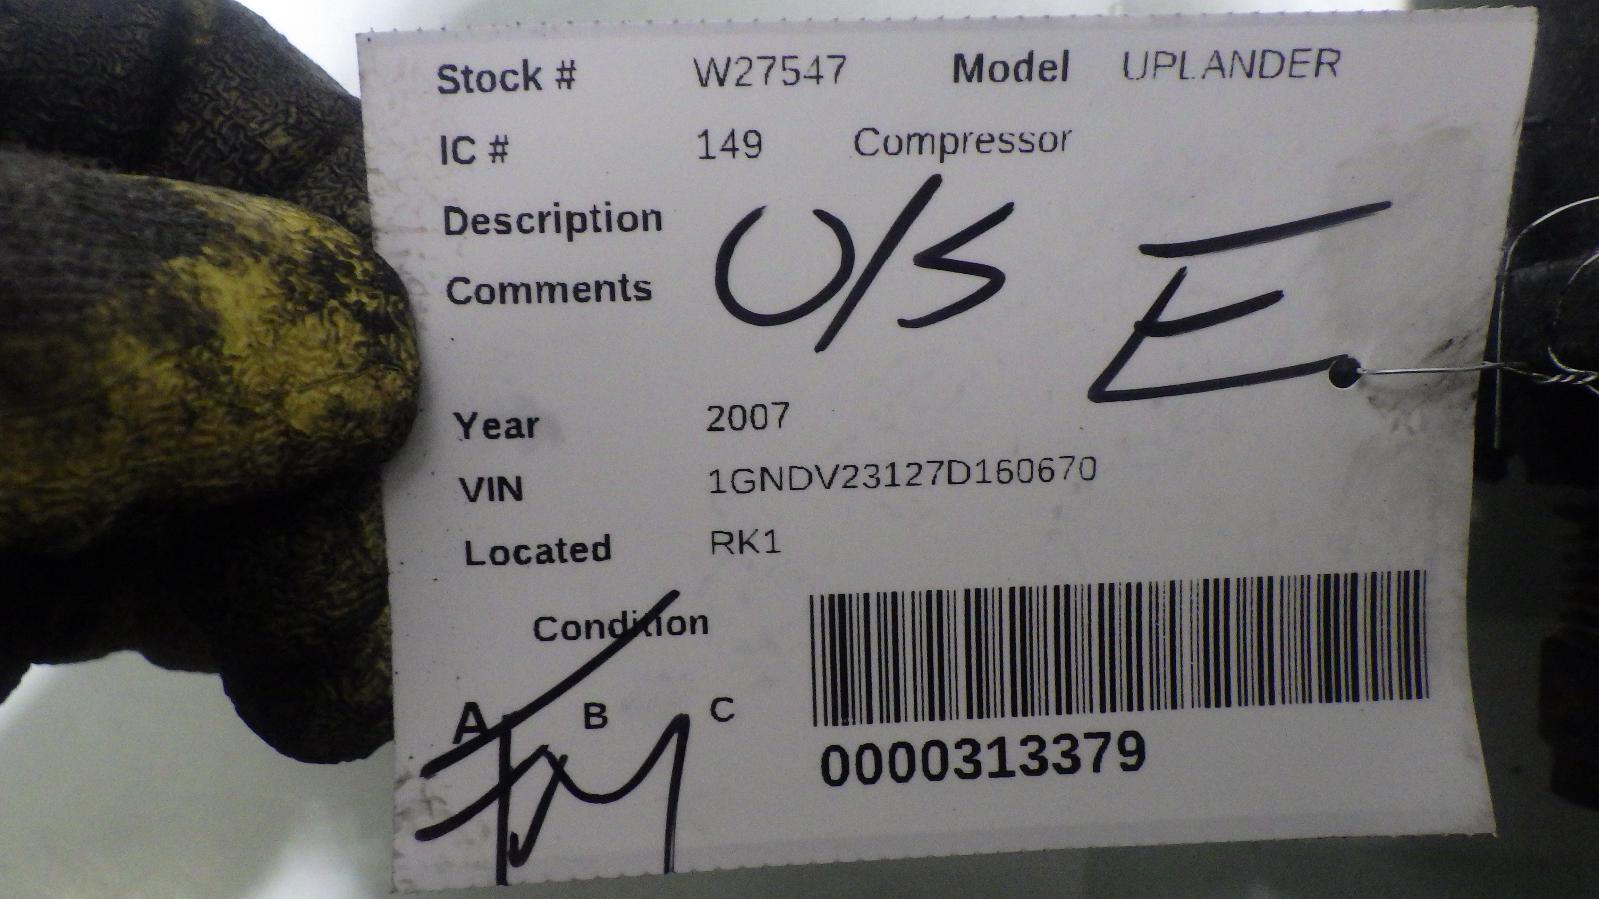 Stock # W27547 Model UPLANDER
IC # 149 Compressor
Description
Comments O/S E
Year 2007
VIN 1GNDV23127D160670
Located RK1
Condition
A B C
0000313379